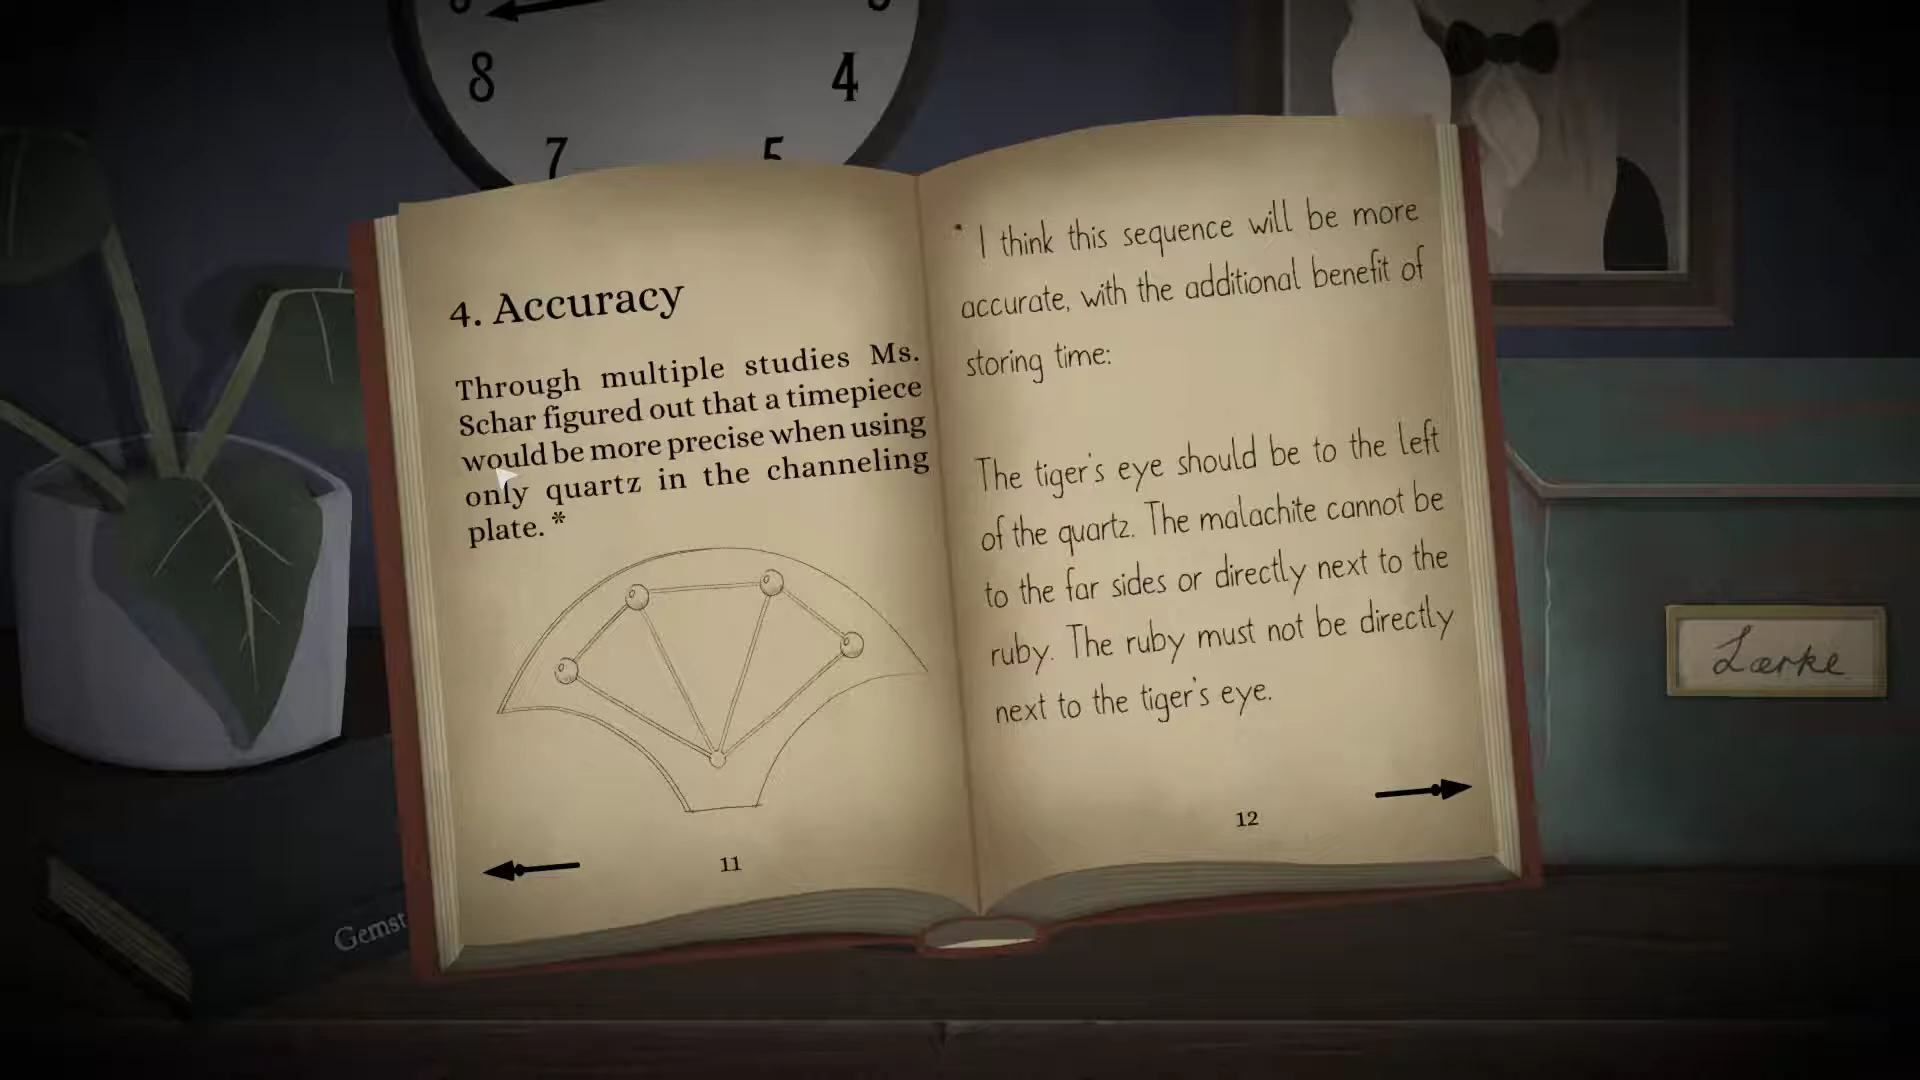 8
4
7
5
4. Accuracy
Through multiple studies Ms.
Schar figured out that a timepiece
would be more precise when using
only quartz in the channeling
plate. *
11
* I think this sequence will be more
accurate, with the additional benefit of
storing time:
The tiger's eye should be to the left
of the quartz. The malachite cannot be
to the far sides or directly next to the
ruby. The ruby must not be directly
next to the tiger's eye.
12
Lærke
Gemst